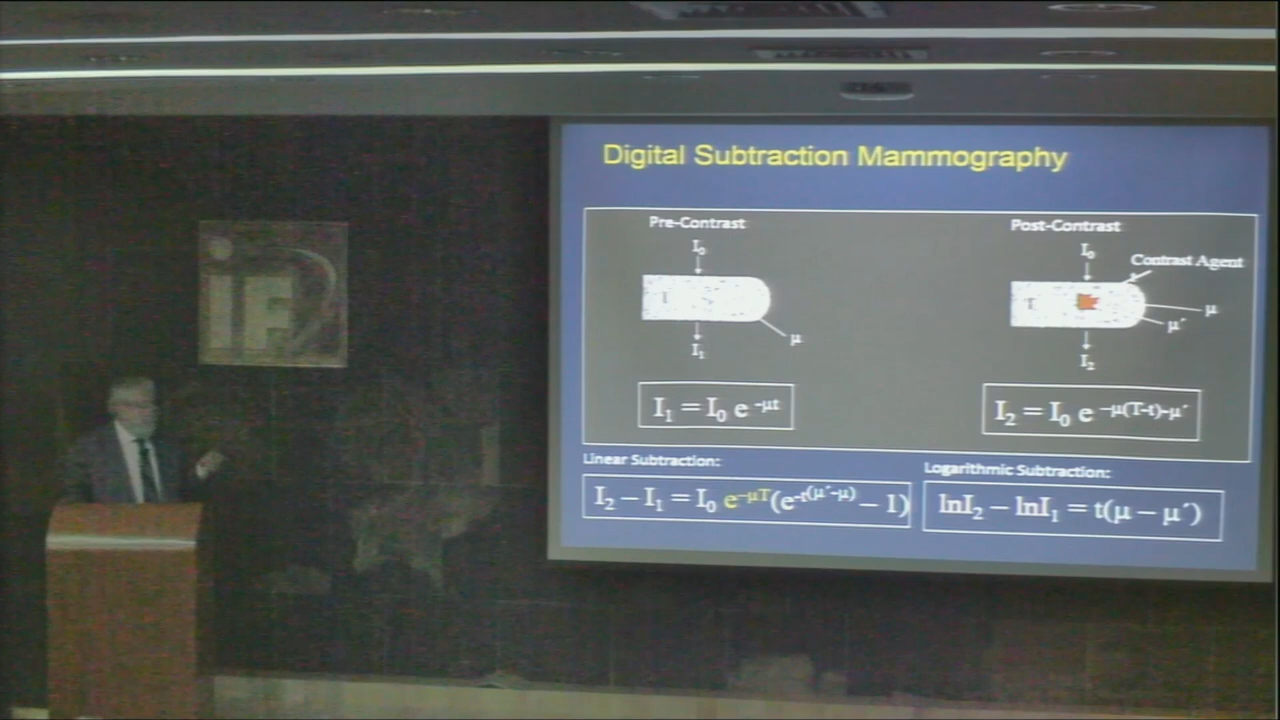 Digital Subtraction Mammography
Pre-Contrast
Post-Contrast
I₀
I₀
Contrast Agent
T
μ
μ
μ´
I₁
I₂
I₁ = I₀ e ⁻μt
I₂ = I₀ e ⁻μ(T-t)-μ´
Linear Subtraction:
Logarithmic Subtraction:
I₂ – I₁ = I₀ e⁻μT(e⁻t(μ´-μ) – 1)
lnI₂ – lnI₁ = t(μ – μ´)
iF